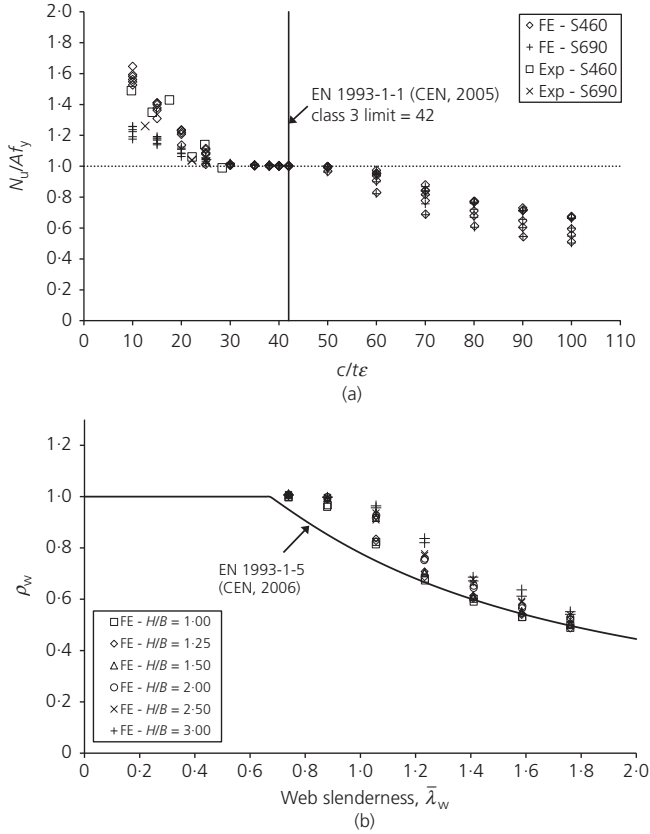 1·8
1·6
1·4
1·2
1·0
0·8
0·6
0·4
0·2
0
Nu/Afy
FE - S460
FE - S690
Exp - S460
Exp - S690
EN 1993-1-1 (CEN, 2005)
class 3 limit = 42
0 10 20 30 40 50 60 70 80 90 100 110
c/tε
(a)
1·2
1·0
0·8
0·6
0·4
0·2
0
ρw
EN 1993-1-5
(CEN, 2006)
FE - H/B = 1·00
FE - H/B = 1·25
FE - H/B = 1·50
FE - H/B = 2·00
FE - H/B = 2·50
FE - H/B = 3·00
0 0·2 0·4 0·6 0·8 1·0 1·2 1·4 1·6 1·8 2·0
Web slenderness, λ̄w
(b)